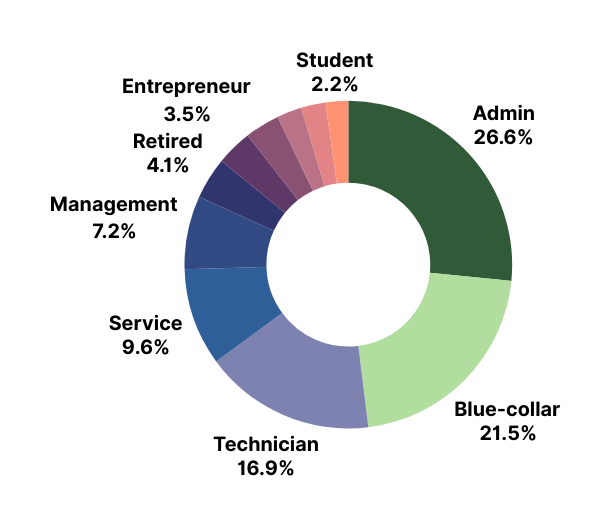 Student
2.2%
Entrepreneur
3.5%
Admin
26.6%
Retired
4.1%
Management
7.2%
Service
9.6%
Blue-collar
21.5%
Technician
16.9%